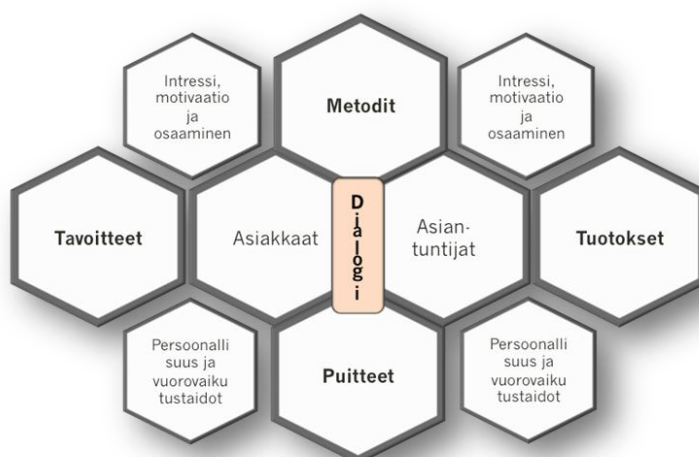 Intressi,
motivaatio
ja
osaaminen
Metodit
Intressi,
motivaatio
ja
osaaminen
Tavoitteet
Asiakkaat
Dialogi
Asian-
tuntijat
Tuotokset
Persoonalli
suus ja
vuorovaiku
tustaidot
Puitteet
Persoonalli
suus ja
vuorovaiku
tustaidot